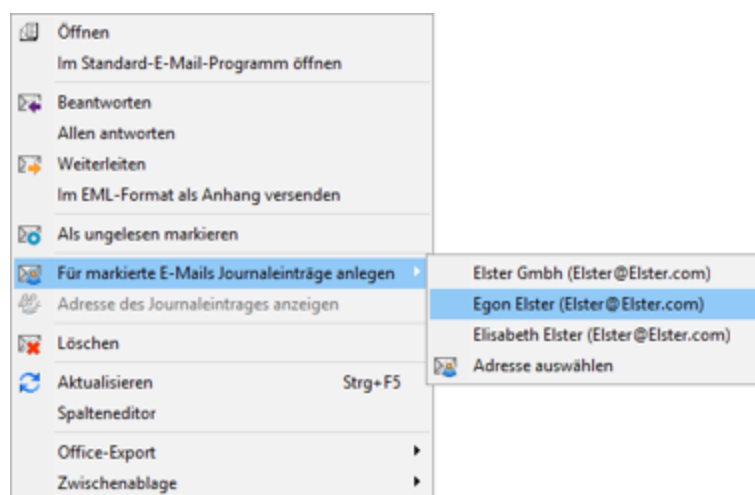 Öffnen
Im Standard-E-Mail-Programm öffnen
Beantworten
Allen antworten
Weiterleiten
Im EML-Format als Anhang versenden
Als ungelesen markieren
Für markierte E-Mails Journaleinträge anlegen
Elster Gmbh (Elster@Elster.com)
Egon Elster (Elster@Elster.com)
Elisabeth Elster (Elster@Elster.com)
Adresse auswählen
Adresse des Journaleintrages anzeigen
Löschen
Aktualisieren Strg+F5
Spalteneditor
Office-Export
Zwischenablage